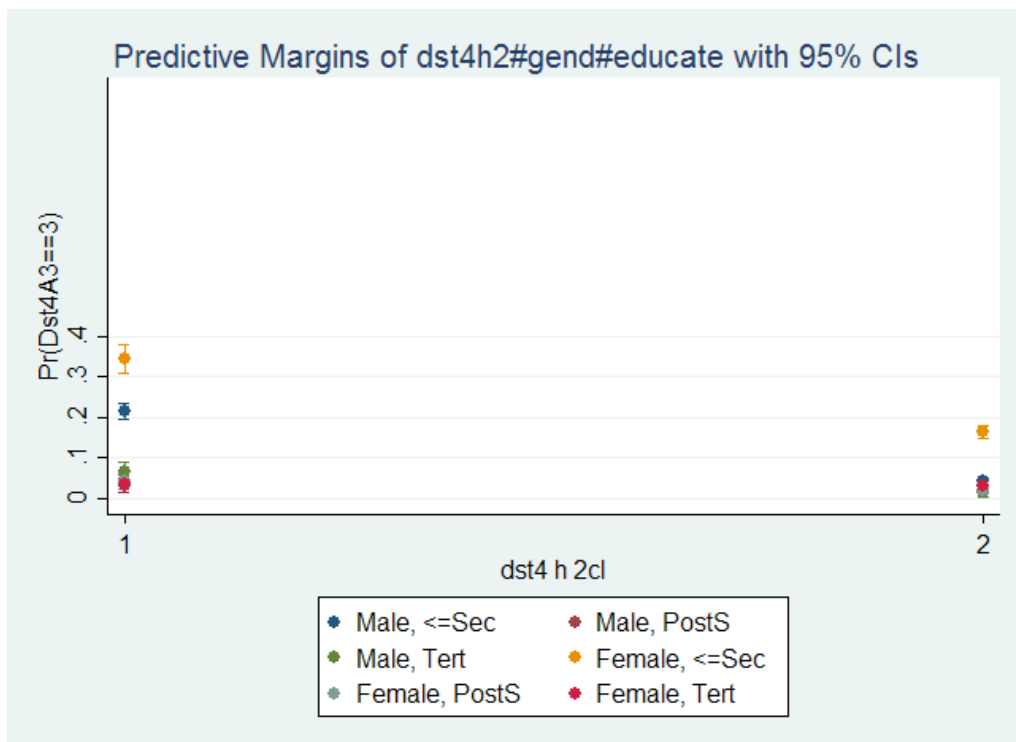 Predictive Margins of dst4h2#gend#educate with 95% CIs
Pr(Dst4A3==3)
.4
.3
.2
.1
0
1 2
dst4 h 2cl
Male, <=Sec Male, PostS
Male, Tert Female, <=Sec
Female, PostS Female, Tert